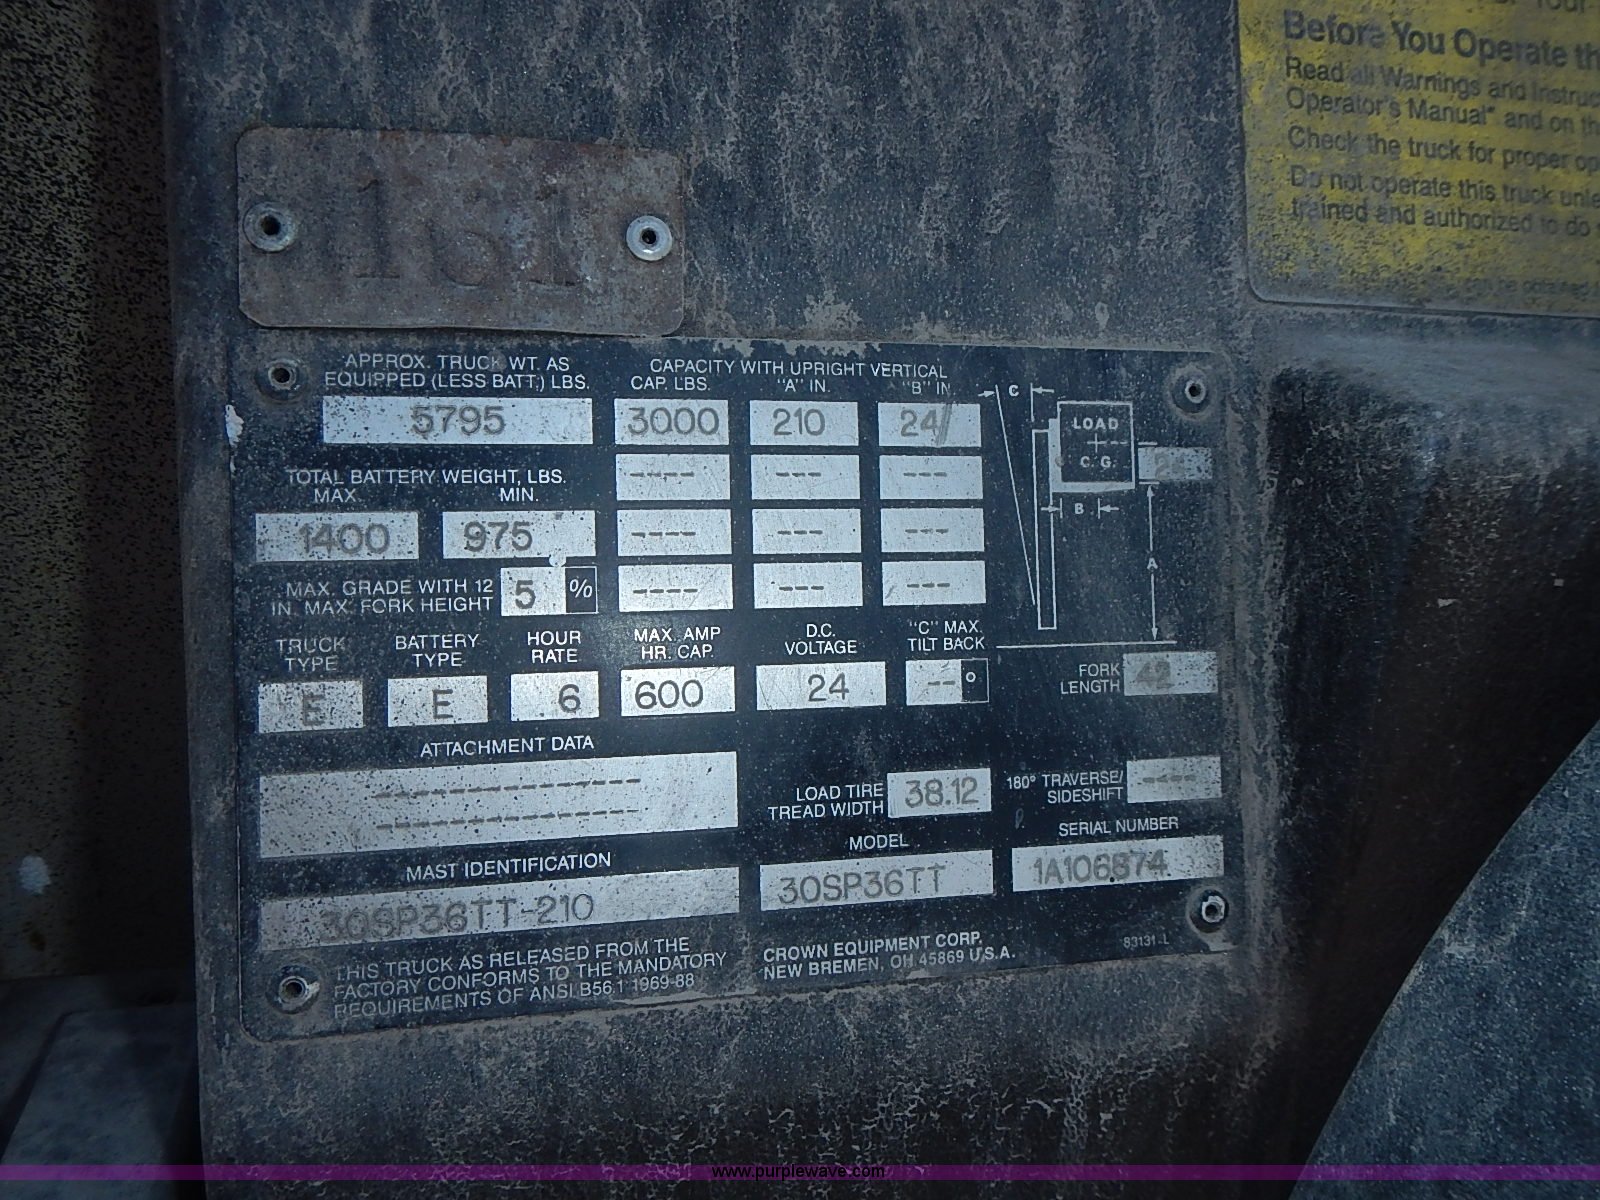 Before You Operate
Read all Warnings and
Operator's Manual* and on
Check the truck for proper
Do not operate this truck
trained and authorized to do
APPROX. TRUCK WT. AS
EQUIPPED (LESS BATT.) LBS.
5795
CAPACITY WITH UPRIGHT VERTICAL
CAP. LBS. "A" IN. "B" IN.
3000 210 24
---- --- ---
---- --- ---
---- --- ---
C
LOAD
C. G.
B
A
TOTAL BATTERY WEIGHT, LBS.
MAX. MIN.
1400 975
MAX. GRADE WITH 12
IN. MAX. FORK HEIGHT
5 %
TRUCK
TYPE
E
BATTERY
TYPE
E
HOUR
RATE
6
MAX. AMP
HR. CAP.
600
D.C.
VOLTAGE
24
"C" MAX.
TILT BACK
-- °
FORK
LENGTH
42
ATTACHMENT DATA
--------------
--------------
LOAD TIRE
TREAD WIDTH
38.12
180° TRAVERSE/
SIDESHIFT
----
MAST IDENTIFICATION
30SP36TT-210
MODEL
30SP36TT
SERIAL NUMBER
1A106874
THIS TRUCK AS RELEASED FROM THE
FACTORY CONFORMS TO THE MANDATORY
REQUIREMENTS OF ANSI B56.1 1969-88
CROWN EQUIPMENT CORP.
NEW BREMEN, OH 45869 U.S.A.
83131.L
www.purplewave.com